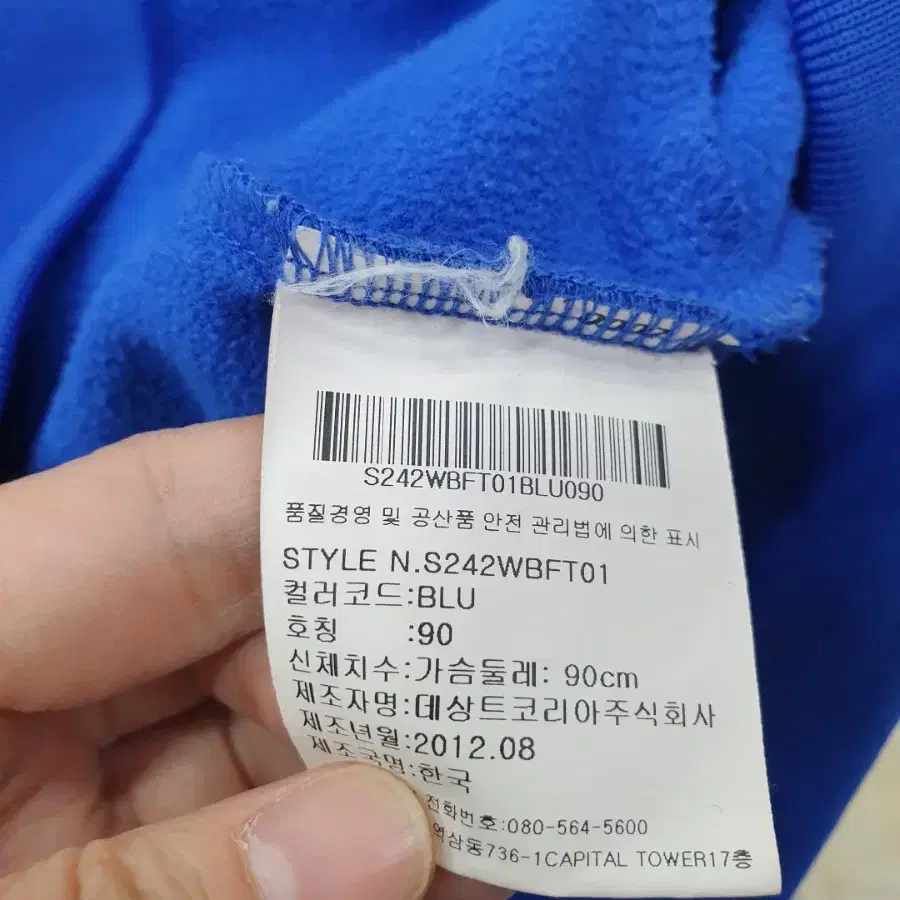 S242WBFT01BLU090
품질경영 및 공산품 안전 관리법에 의한 표시
STYLE N.S242WBFT01
컬러코드:BLU
호칭 :90
신체치수:가슴둘레: 90cm
제조자명:데상트코리아주식회사
제조년월:2012.08
제조국명:한국
전화번호:080-564-5600
역삼동736-1CAPITAL TOWER17층